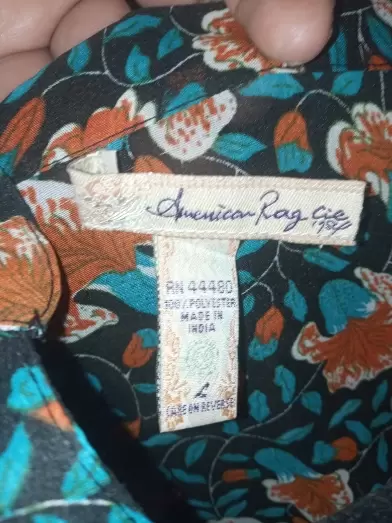 American Rag Cie
1984
RN 44480
100% POLYESTER
MADE IN
INDIA
L
CARE ON REVERSE